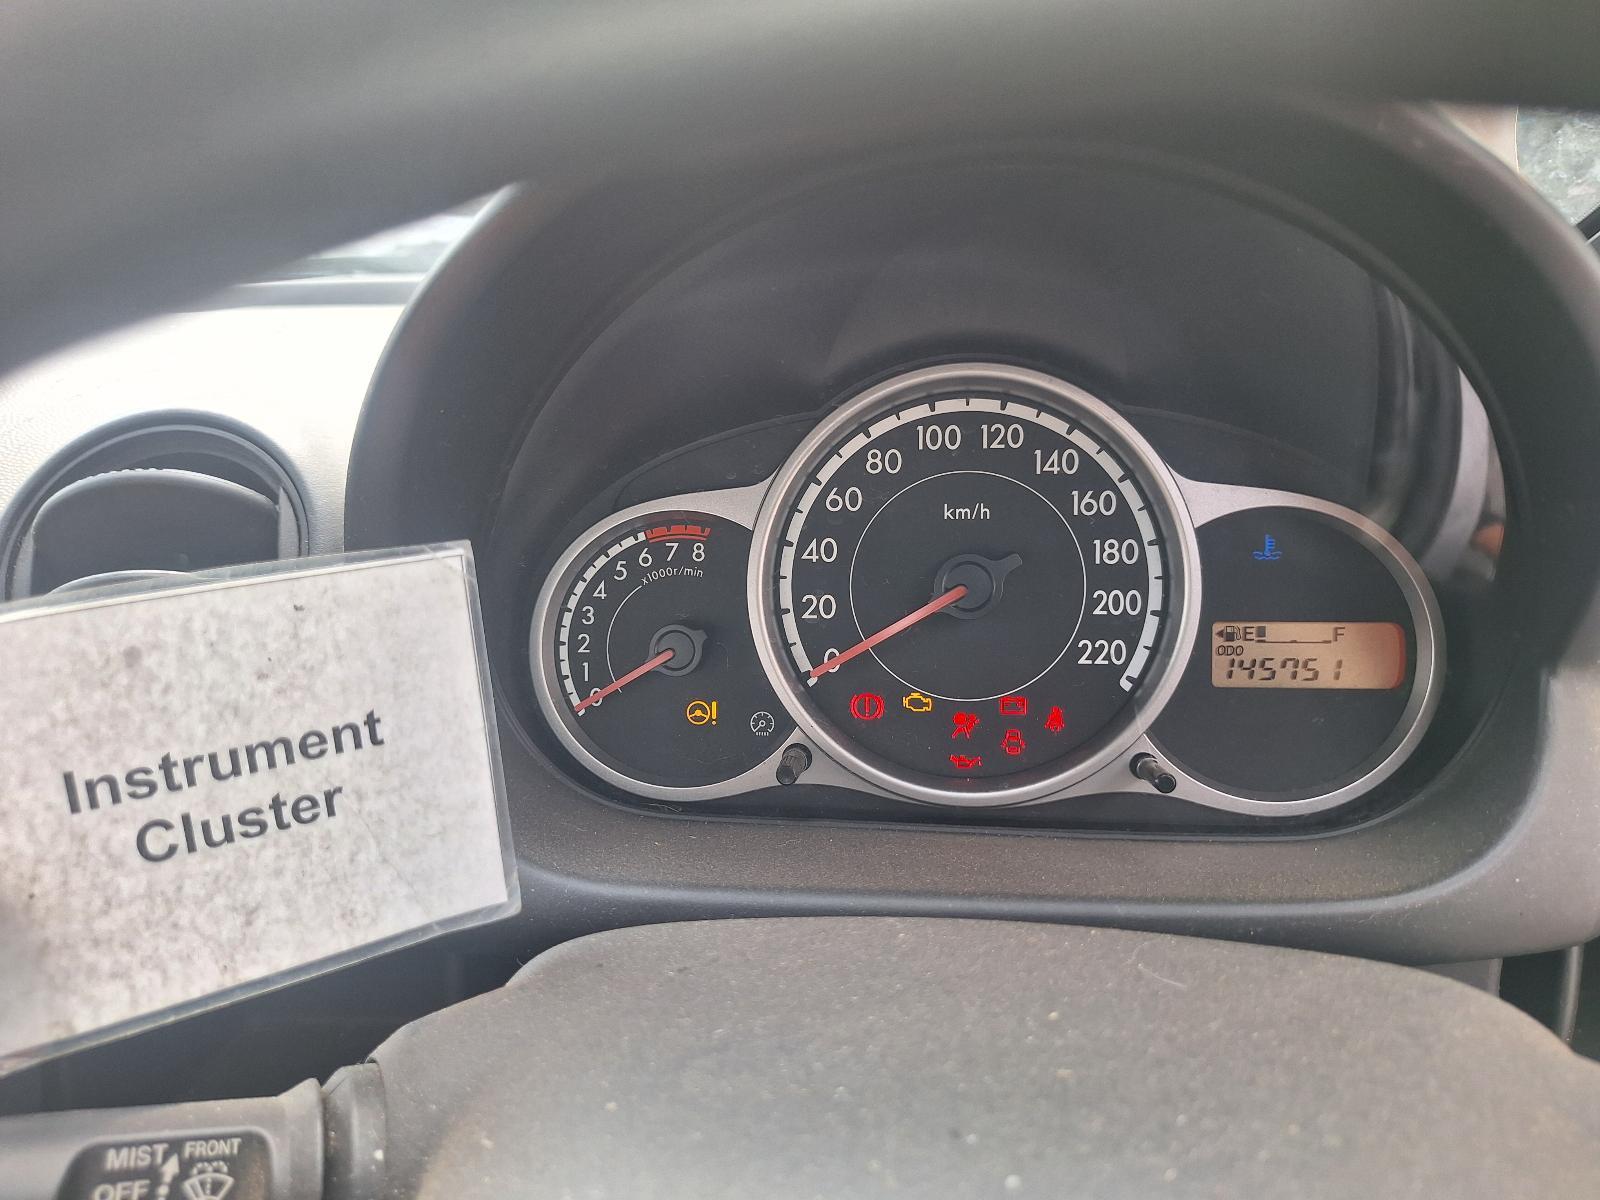 100 120
80 140
60 160
km/h
40 180
20 200
0 220
6 7 8
5
x1000r/min
4
3
2
1
0
E F
ODO
145751
Instrument
Cluster
MIST FRONT
OFF